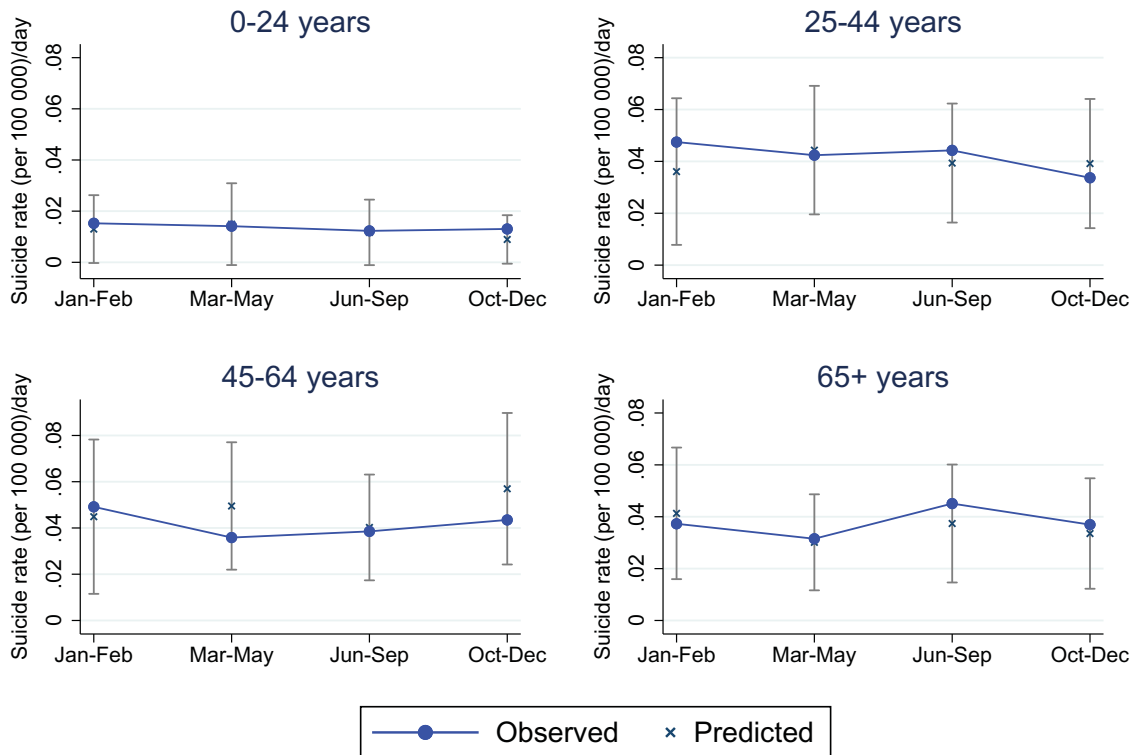 0-24 years
Suicide rate (per 100 000)/day
.08
.06
.04
.02
0
Jan-Feb Mar-May Jun-Sep Oct-Dec
25-44 years
Suicide rate (per 100 000)/day
.08
.06
.04
.02
0
Jan-Feb Mar-May Jun-Sep Oct-Dec
45-64 years
Suicide rate (per 100 000)/day
.08
.06
.04
.02
0
Jan-Feb Mar-May Jun-Sep Oct-Dec
65+ years
Suicide rate (per 100 000)/day
.08
.06
.04
.02
0
Jan-Feb Mar-May Jun-Sep Oct-Dec
Observed Predicted